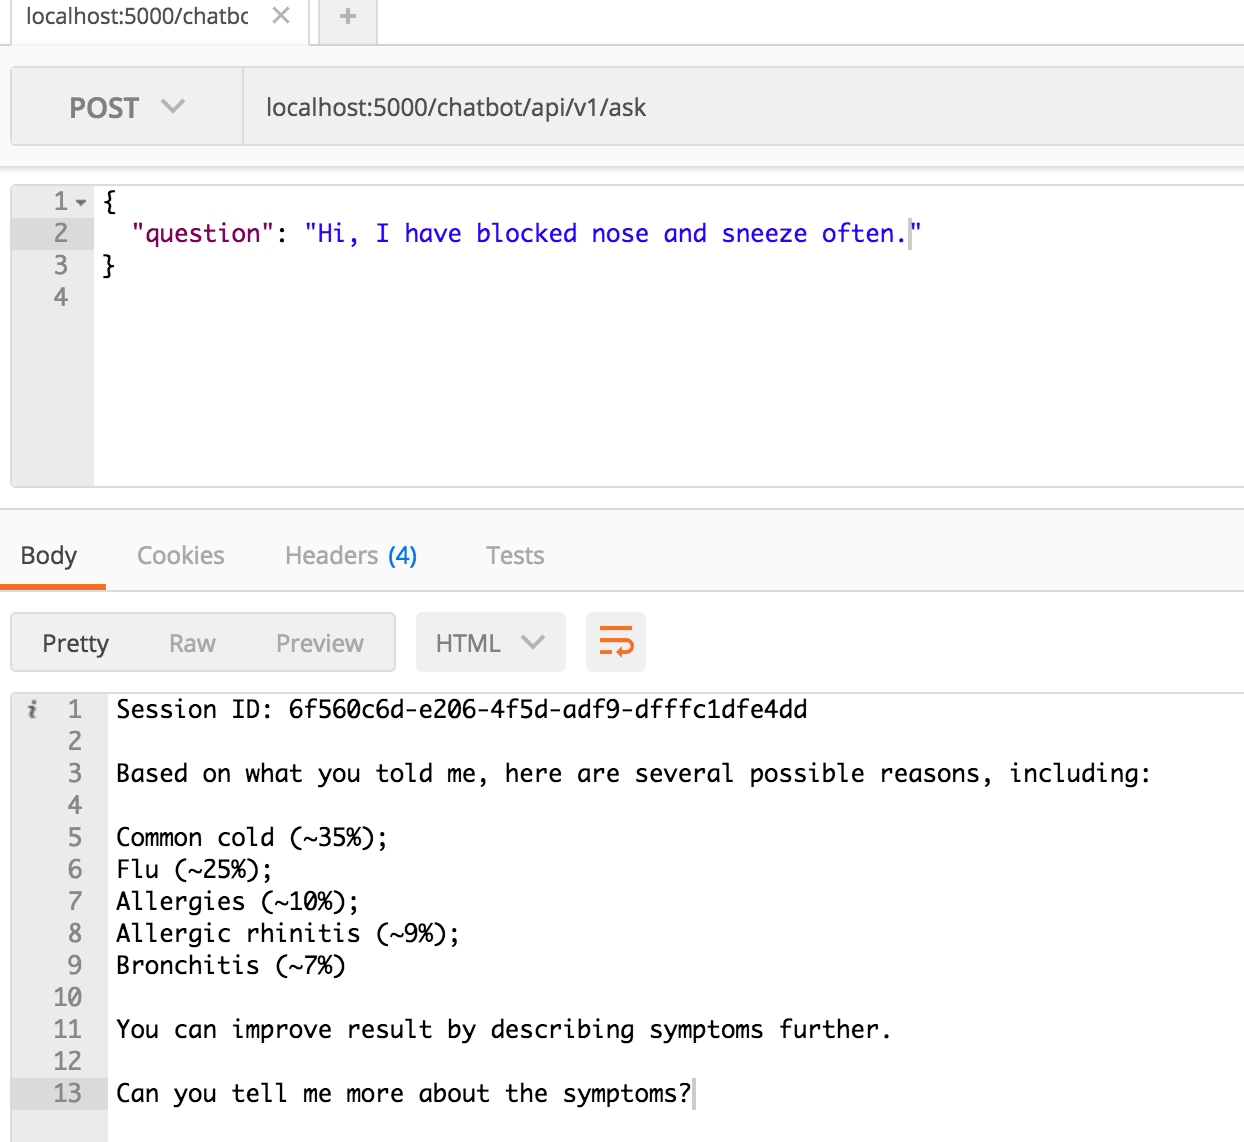 localhost:5000/chatbc
POST
localhost:5000/chatbot/api/v1/ask
1 {
2 "question": "Hi, I have blocked nose and sneeze often."
3 }
4
Body Cookies Headers (4) Tests
Pretty Raw Preview HTML
i 1 Session ID: 6f560c6d-e206-4f5d-adf9-dfffc1dfe4dd
2
3 Based on what you told me, here are several possible reasons, including:
4
5 Common cold (~35%);
6 Flu (~25%);
7 Allergies (~10%);
8 Allergic rhinitis (~9%);
9 Bronchitis (~7%)
10
11 You can improve result by describing symptoms further.
12
13 Can you tell me more about the symptoms?